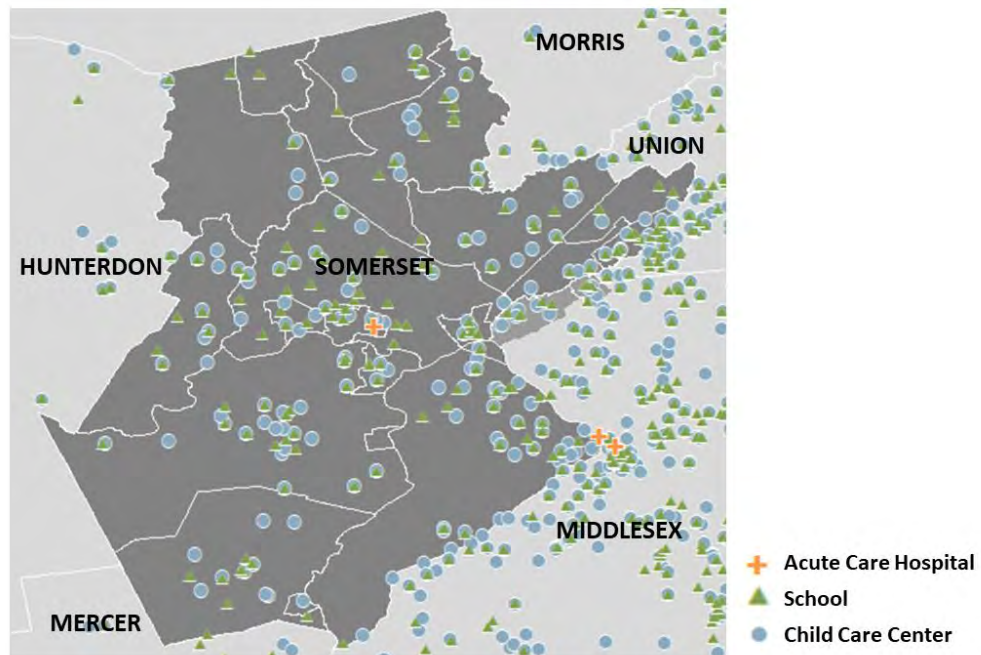 MORRIS
UNION
HUNTERDON
SOMERSET
MIDDLESEX
MERCER
Acute Care Hospital
School
Child Care Center